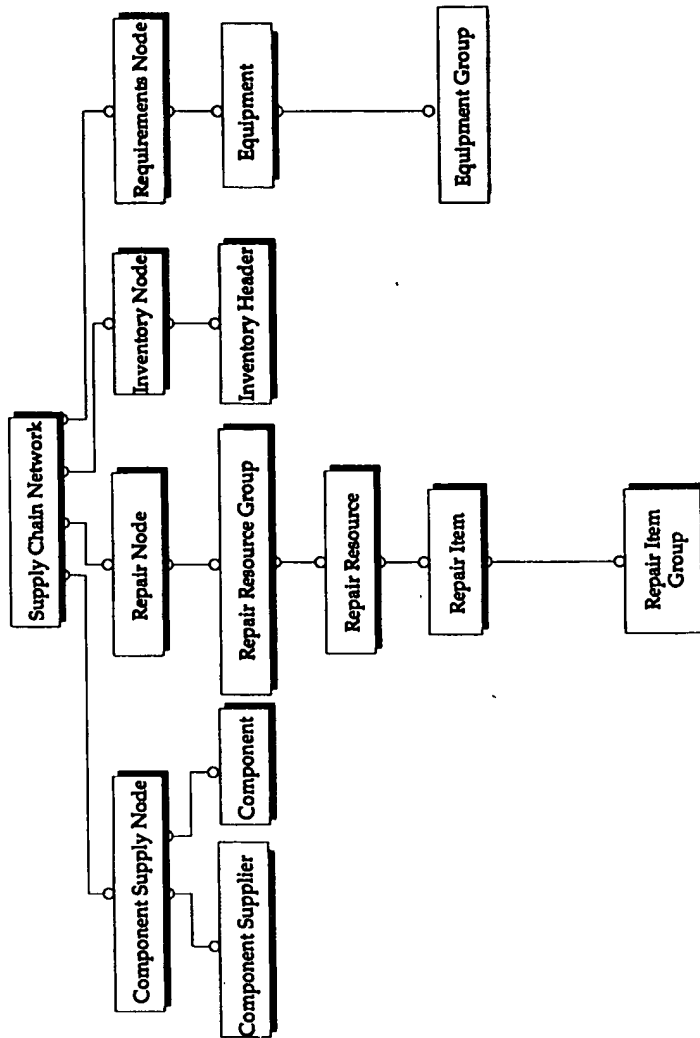 Supply Chain Network
Component Supply Node
Repair Node
Inventory Node
Requirements Node
Component Supplier
Component
Repair Resource Group
Inventory Header
Equipment
Repair Resource
Repair Item
Equipment Group
Repair Item
Group